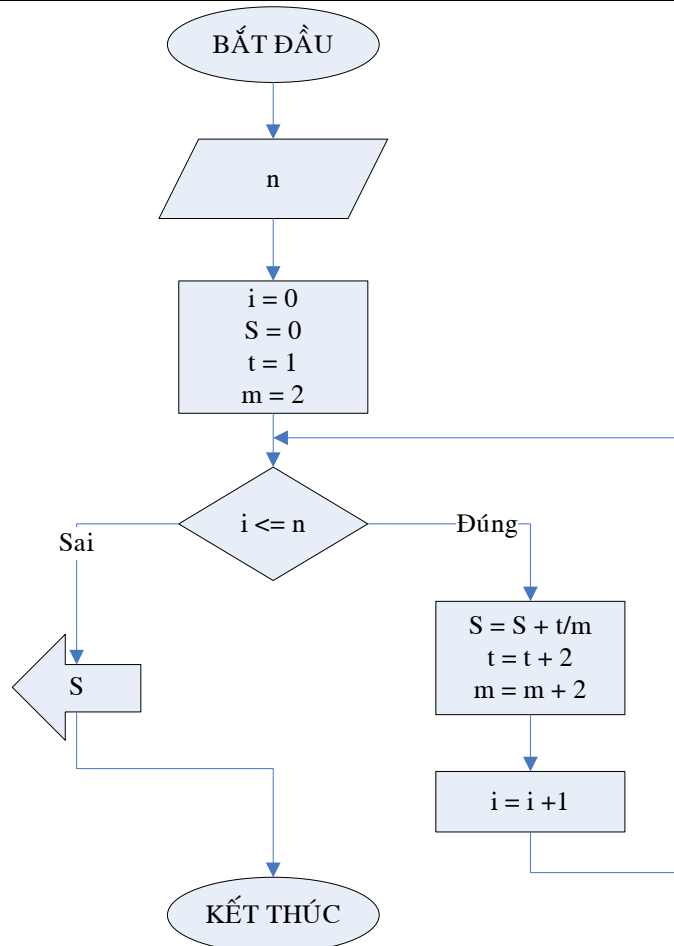 BẮT ĐẦU
n
i = 0
S = 0
t = 1
m = 2
i <= n
Sai
Đúng
S = S + t/m
t = t + 2
m = m + 2
S
i = i +1
KẾT THÚC